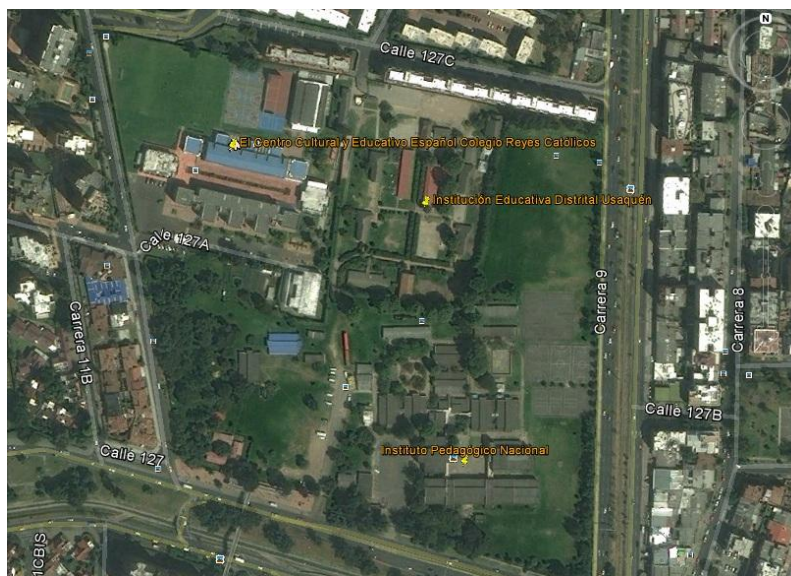 N
Calle 127C
El Centro Cultural y Educativo Español Colegio Reyes Católicos
Institución Educativa Distrital Usaquén
Calle 127A
Carrera 9
Carrera 11B
Carrera 8
Calle 127B
Instituto Pedagógico Nacional
Calle 127
1CBIS